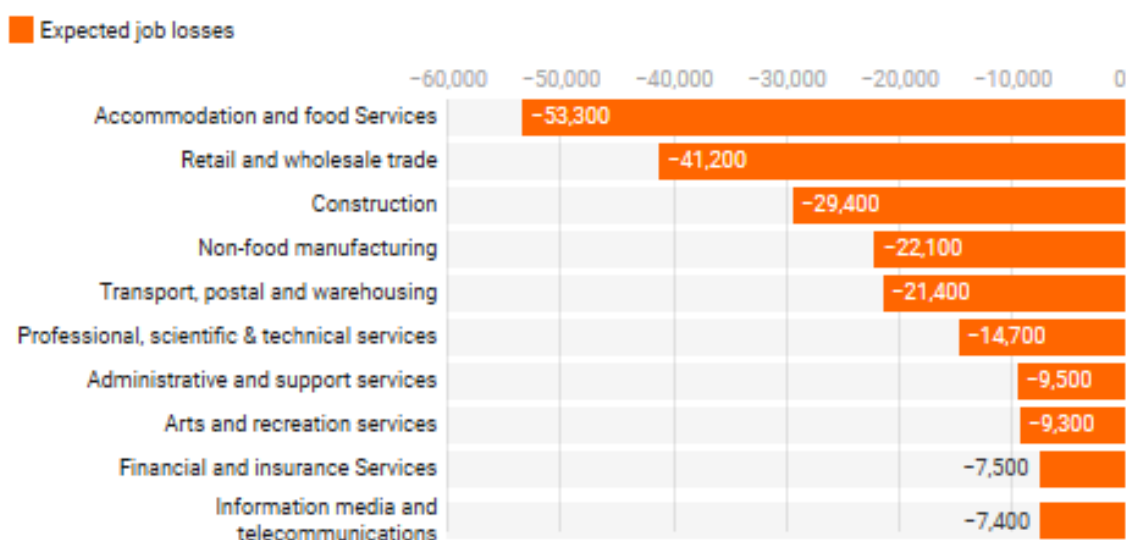 Expected job losses
−60,000 −50,000 −40,000 −30,000 −20,000 −10,000 0
Accommodation and food Services −53,300
Retail and wholesale trade −41,200
Construction −29,400
Non-food manufacturing −22,100
Transport, postal and warehousing −21,400
Professional, scientific & technical services −14,700
Administrative and support services −9,500
Arts and recreation services −9,300
Financial and insurance Services −7,500
Information media and
telecommunications −7,400